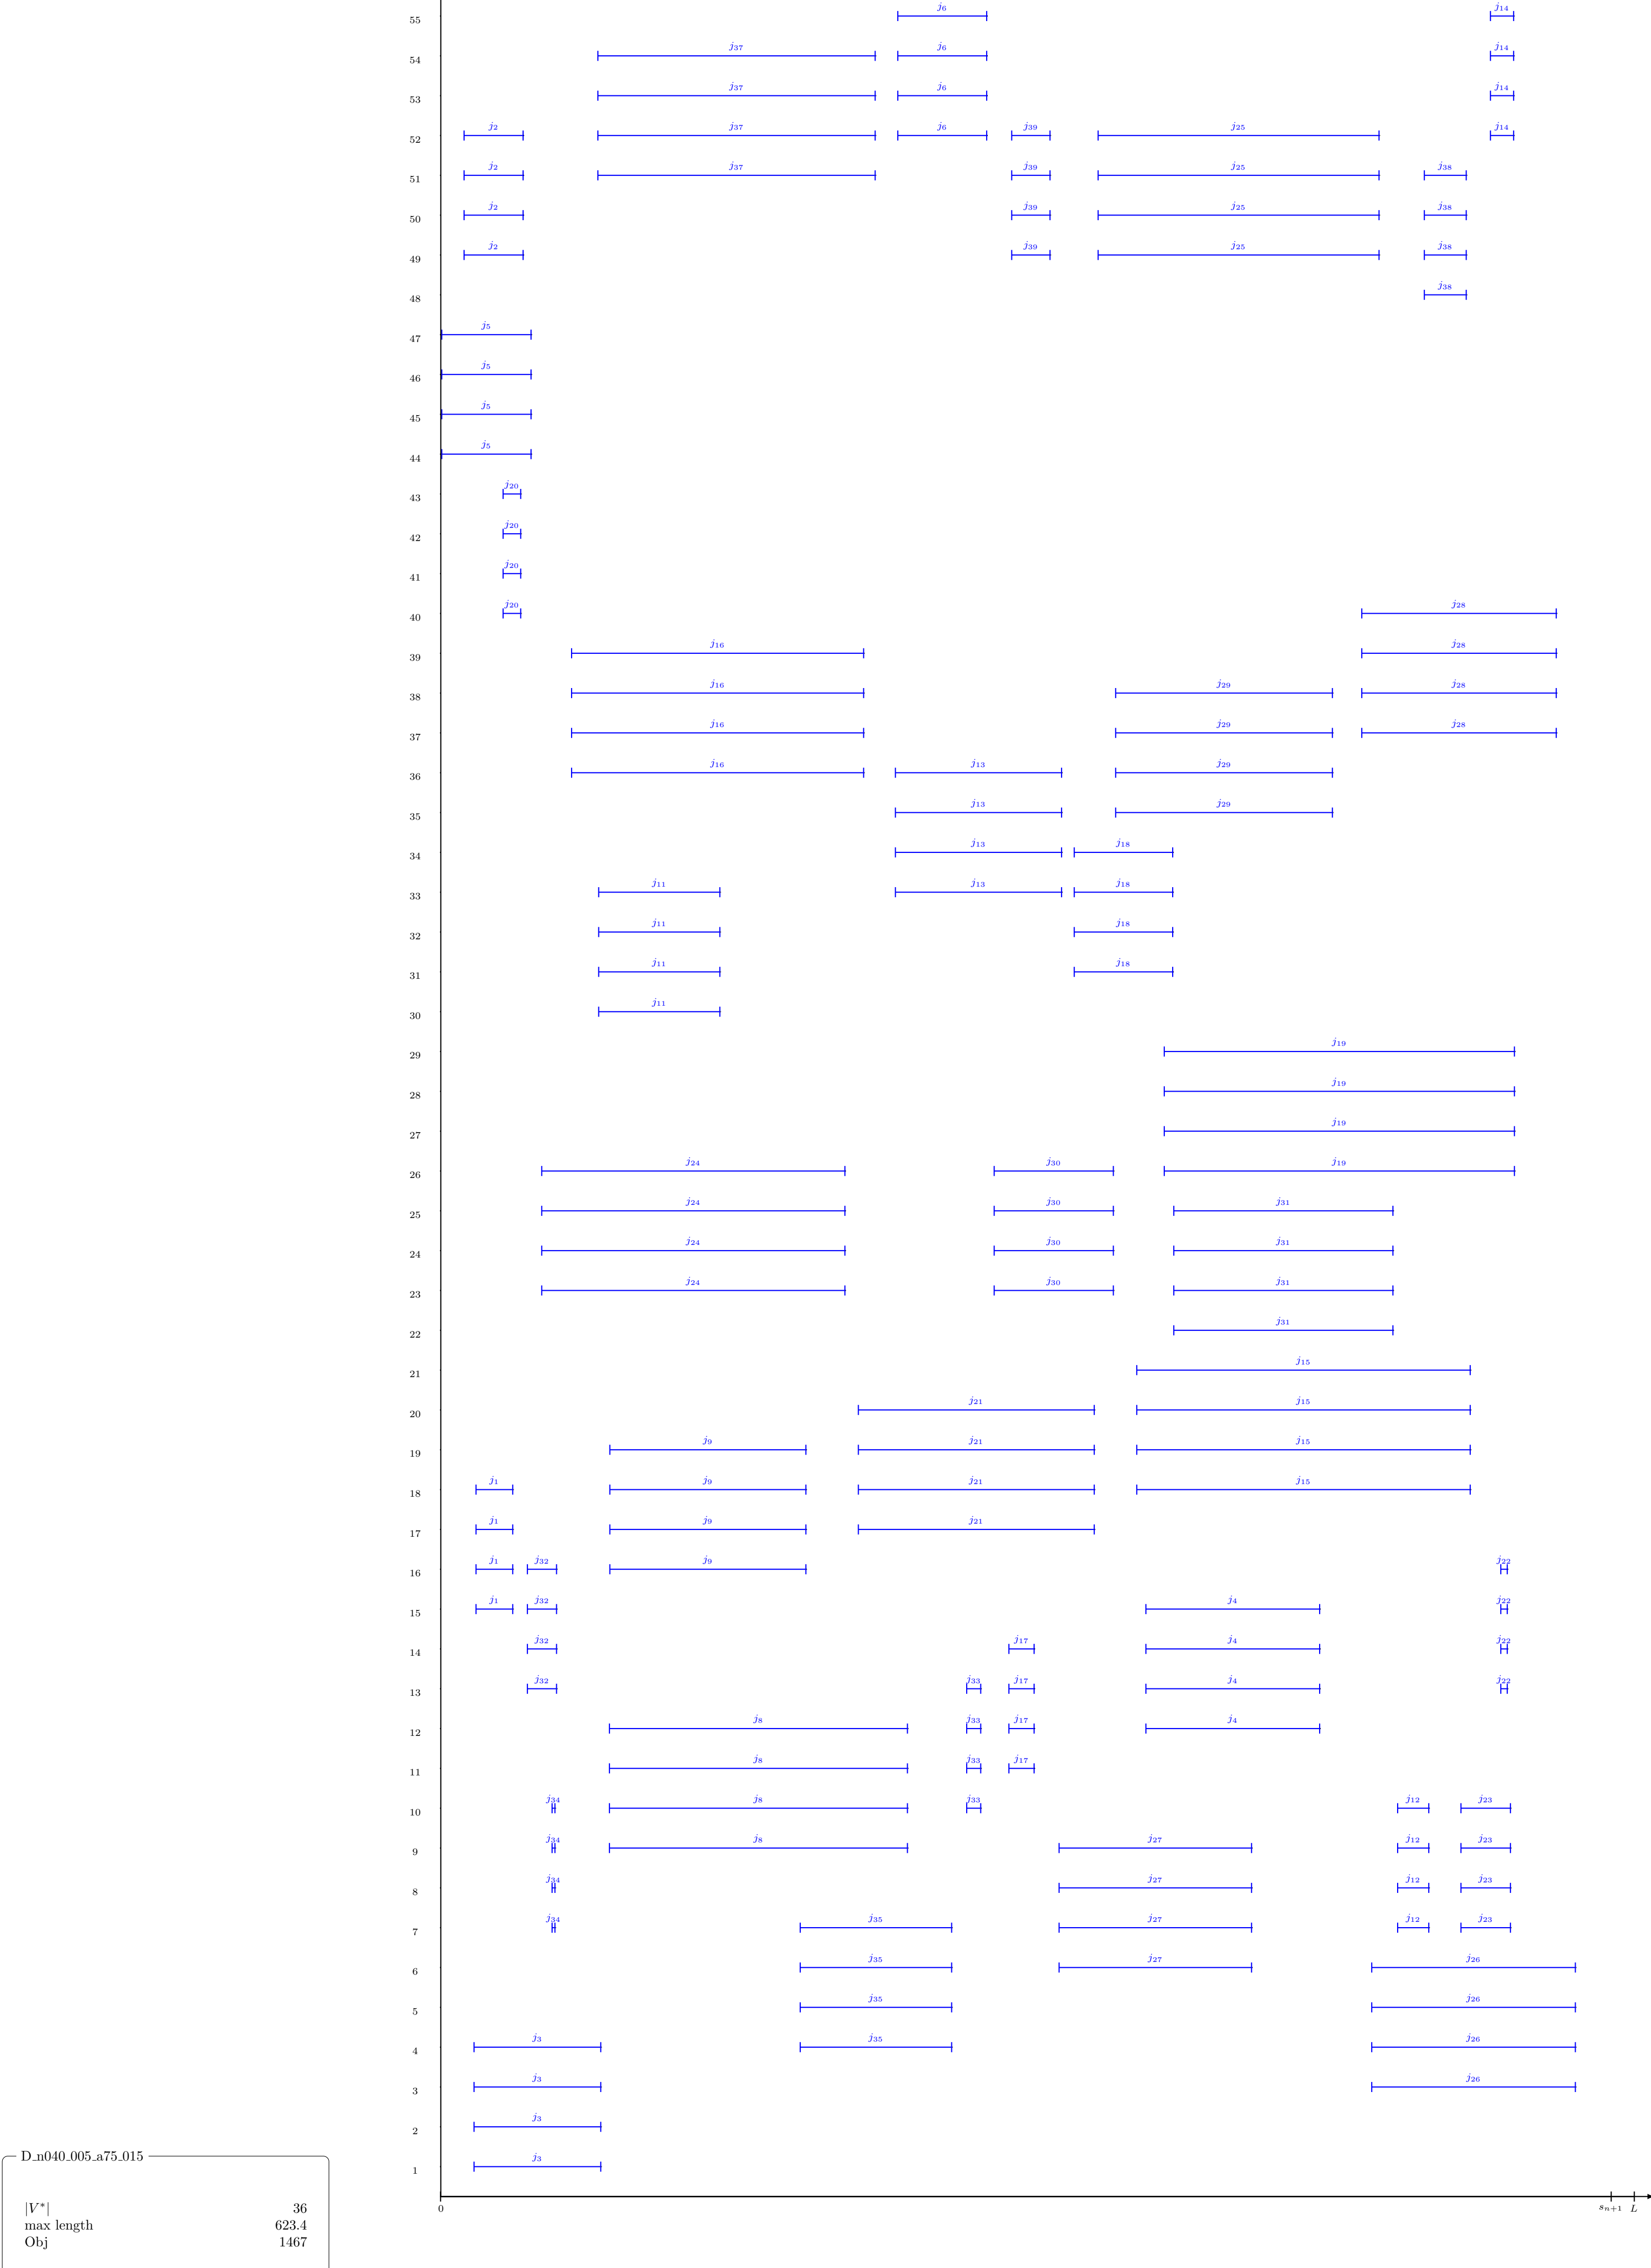 55 j6 j14
54 j37 j6 j14
53 j37 j6 j14
52 j2 j37 j6 j39 j25 j14
51 j2 j37 j39 j25 j38
50 j2 j39 j25 j38
49 j2 j39 j25 j38
48 j38
47 j5
46 j5
45 j5
44 j5
43 j20
42 j20
41 j20
40 j20 j28
39 j16 j28
38 j16 j29 j28
37 j16 j29 j28
36 j16 j13 j29
35 j13 j29
34 j13 j18
33 j11 j13 j18
32 j11 j18
31 j11 j18
30 j11
29 j19
28 j19
27 j19
26 j24 j30 j19
25 j24 j30 j31
24 j24 j30 j31
23 j24 j30 j31
22 j31
21 j15
20 j21 j15
19 j9 j21 j15
18 j1 j9 j21 j15
17 j1 j9 j21
16 j1 j32 j9 j22
15 j1 j32 j4 j22
14 j32 j17 j4 j22
13 j32 j33 j17 j4 j22
12 j8 j33 j17 j4
11 j8 j33 j17
10 j34 j8 j33 j12 j23
9 j34 j8 j27 j12 j23
8 j34 j27 j12 j23
7 j34 j35 j27 j12 j23
6 j35 j27 j26
5 j35 j26
4 j3 j35 j26
3 j3 j26
2 j3
1 j3
0 sn+1 L
D_n040_005_a75_015
|V*| 36
max length 623.4
Obj 1467